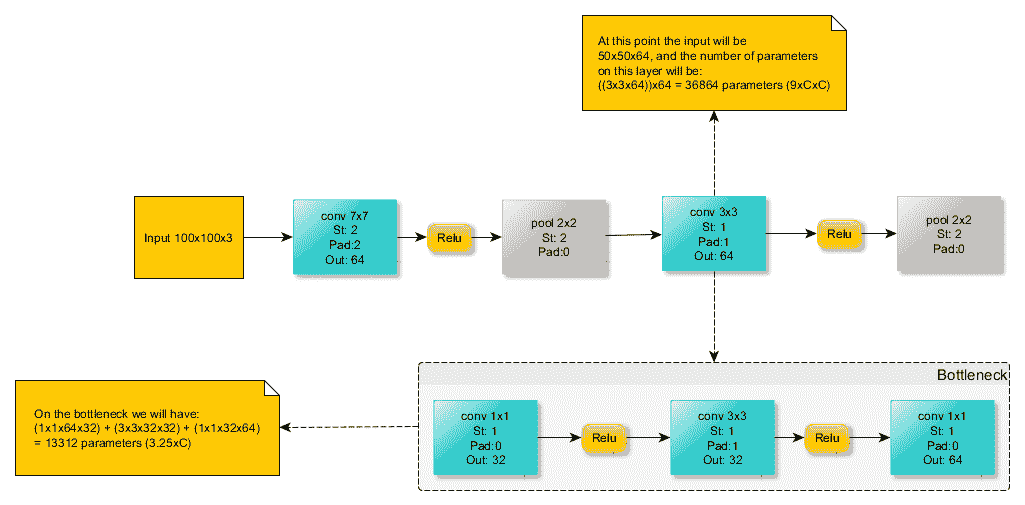 At this point the input will be
50x50x64, and the number of parameters
on this layer will be:
((3x3x64))x64 = 36864 parameters (9xCxC)
Input 100x100x3
conv 7x7
St: 2
Pad:2
Out: 64
Relu
pool 2x2
St: 2
Pad:0
conv 3x3
St: 1
Pad:1
Out: 64
Relu
pool 2x2
St: 2
Pad:0
Bottleneck
On the bottleneck we will have:
(1x1x64x32) + (3x3x32x32) + (1x1x32x64)
= 13312 parameters (3.25xC)
conv 1x1
St: 1
Pad:0
Out: 32
Relu
conv 3x3
St: 1
Pad:1
Out: 32
Relu
conv 1x1
St: 1
Pad:0
Out: 64